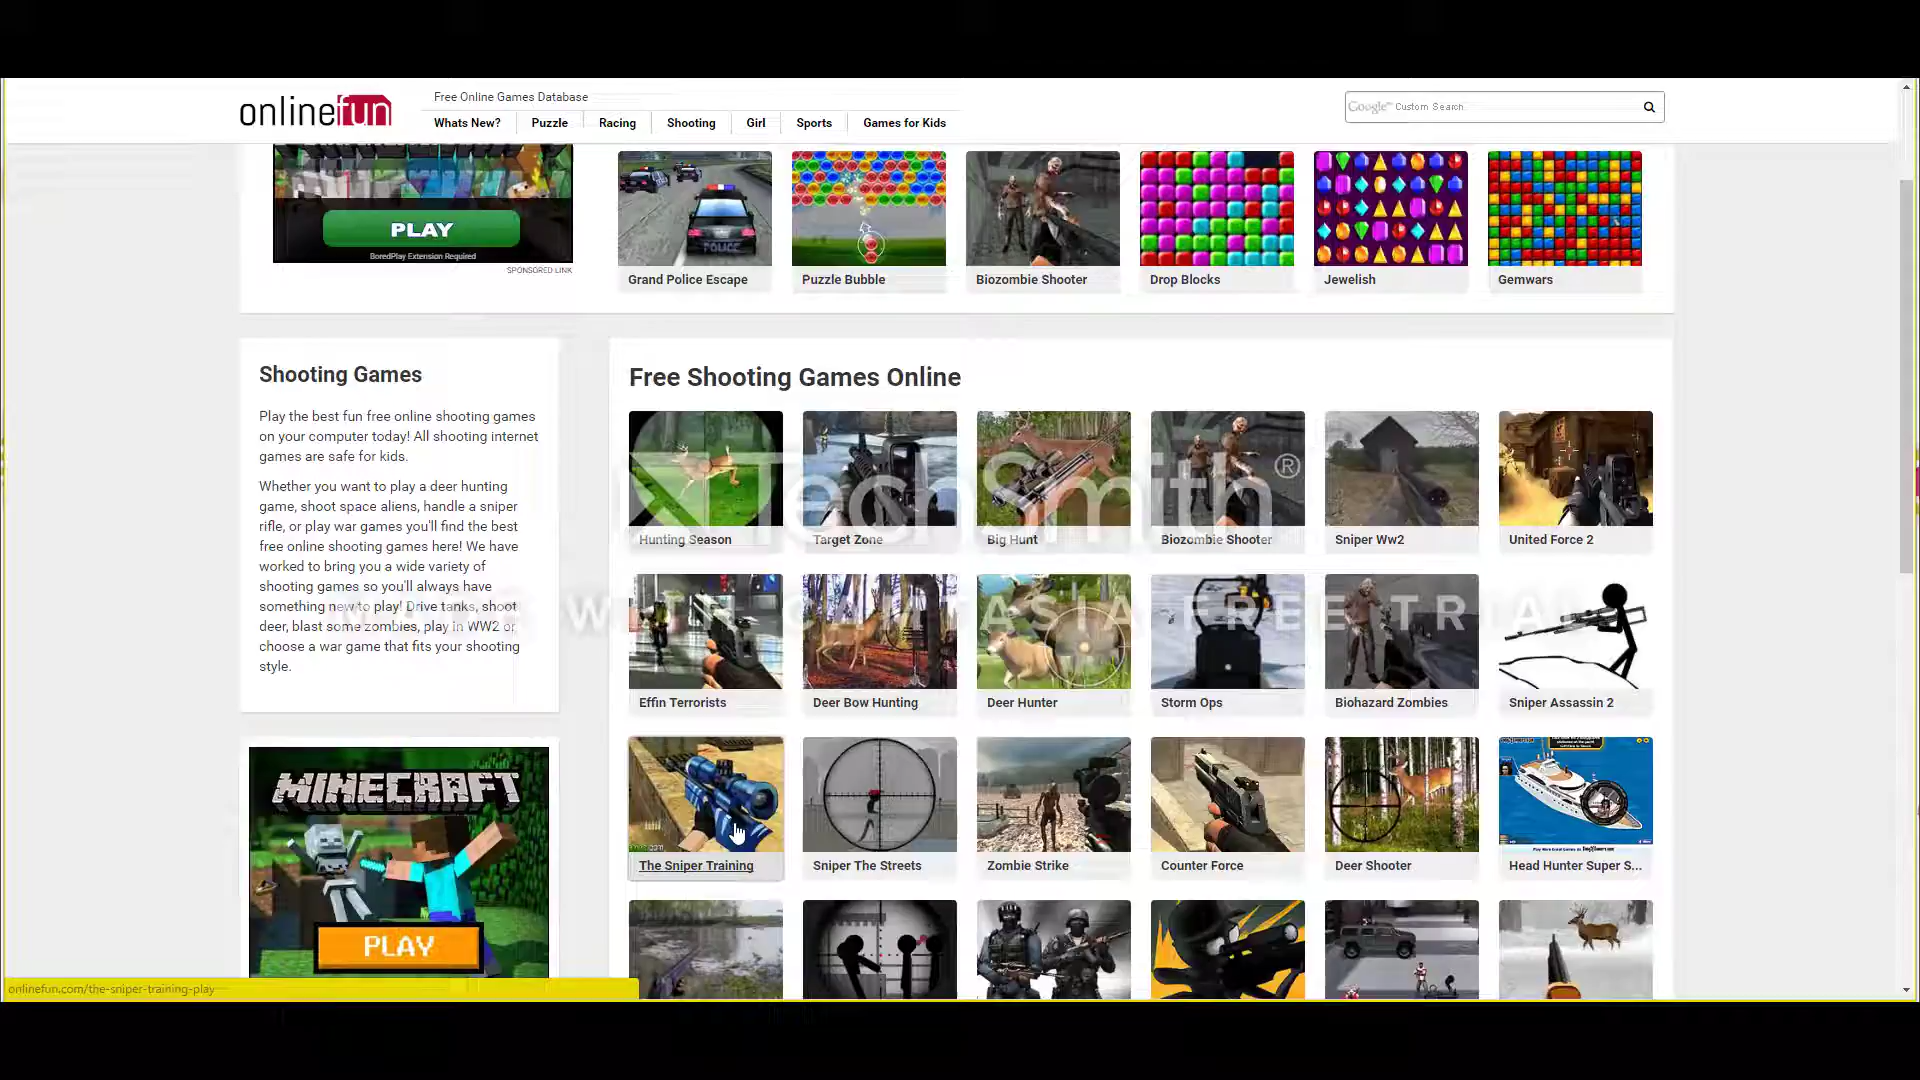 onlinefun
Free Online Games Database
Whats New?
Puzzle
Racing
Shooting
Girl
Sports
Games for Kids
Google™ Custom Search
PLAY
BoredPlay Extension Required
SPONSORED LINK
POLICE
Grand Police Escape
Puzzle Bubble
Biozombie Shooter
Drop Blocks
Jewelish
Gemwars
Shooting Games
Play the best fun free online shooting games
on your computer today! All shooting internet
games are safe for kids.
Whether you want to play a deer hunting
game, shoot space aliens, handle a sniper
rifle, or play war games you'll find the best
free online shooting games here! We have
worked to bring you a wide variety of
shooting games so you'll always have
something new to play! Drive tanks, shoot
deer, blast some zombies, play in WW2 or
choose a war game that fits your shooting
style.
Free Shooting Games Online
TechSmith®
Hunting Season
Target Zone
Big Hunt
Biozombie Shooter
Sniper Ww2
United Force 2
MADE WITH CAMTASIA FREE TRIAL
Effin Terrorists
Deer Bow Hunting
Deer Hunter
Storm Ops
Biohazard Zombies
Sniper Assassin 2
The Sniper Training
Sniper The Streets
Zombie Strike
Counter Force
Deer Shooter
Head Hunter Super S...
MINECRAFT
PLAY
onlinefun.com/the-sniper-training-play